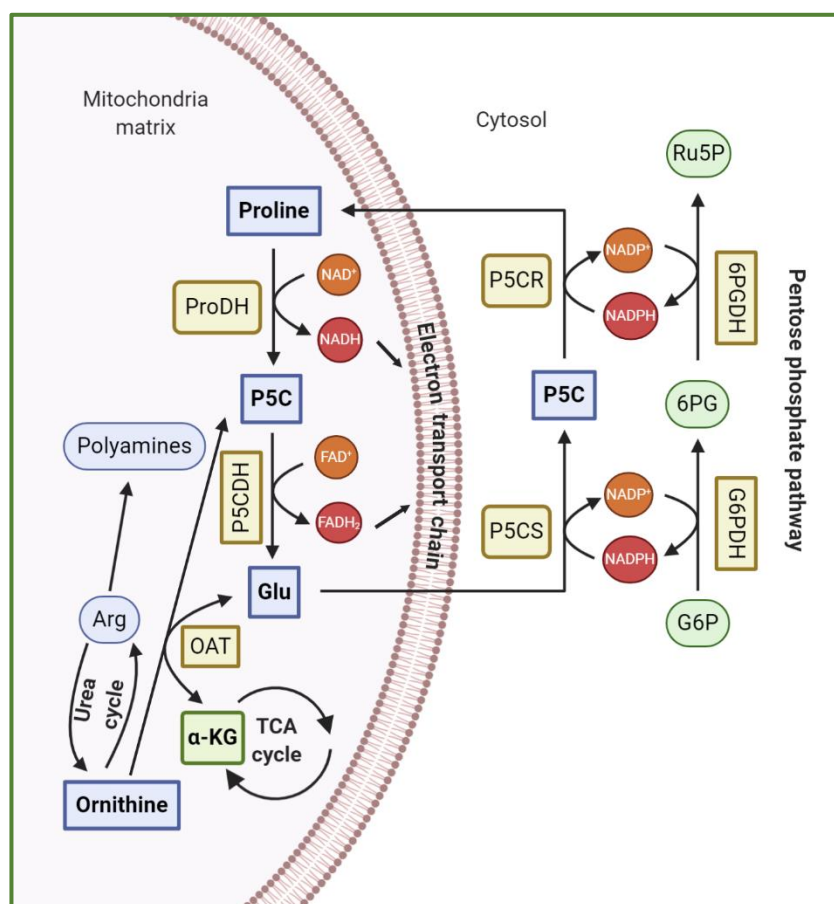 Mitochondria
matrix
Cytosol
Ru5P
Proline
NAD⁺
ProDH
NADH
P5CR
NADP⁺
NADPH
6PGDH
Pentose phosphate pathway
Electron transport chain
P5C
P5C
6PG
Polyamines
P5CDH
FAD⁺
FADH₂
P5CS
NADP⁺
NADPH
G6PDH
Glu
Arg
OAT
G6P
Urea
cycle
α-KG
TCA
cycle
Ornithine